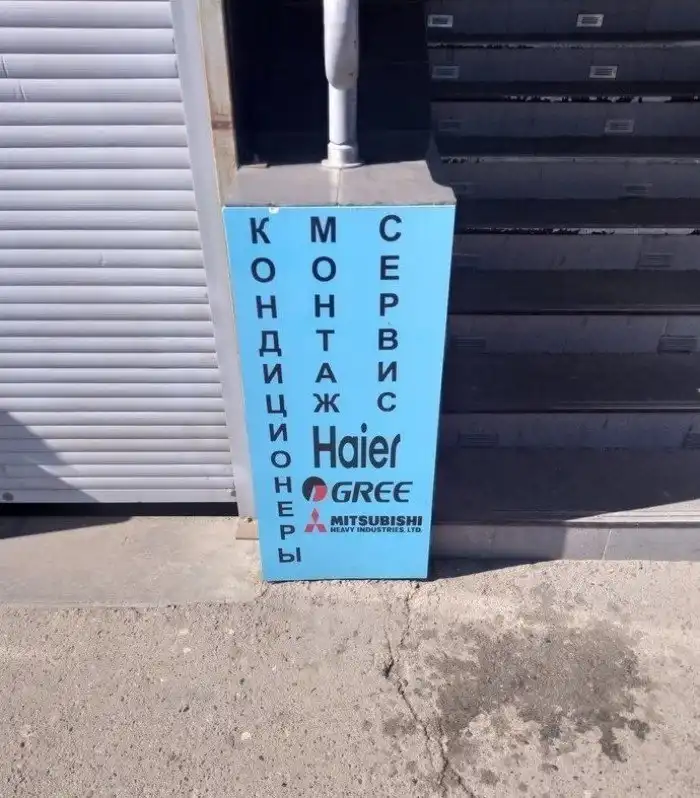 КОНДИЦИОНЕРЫ
МОНТАЖ
СЕРВИС
Haier
GREE
MITSUBISHI
HEAVY INDUSTRIES, LTD.